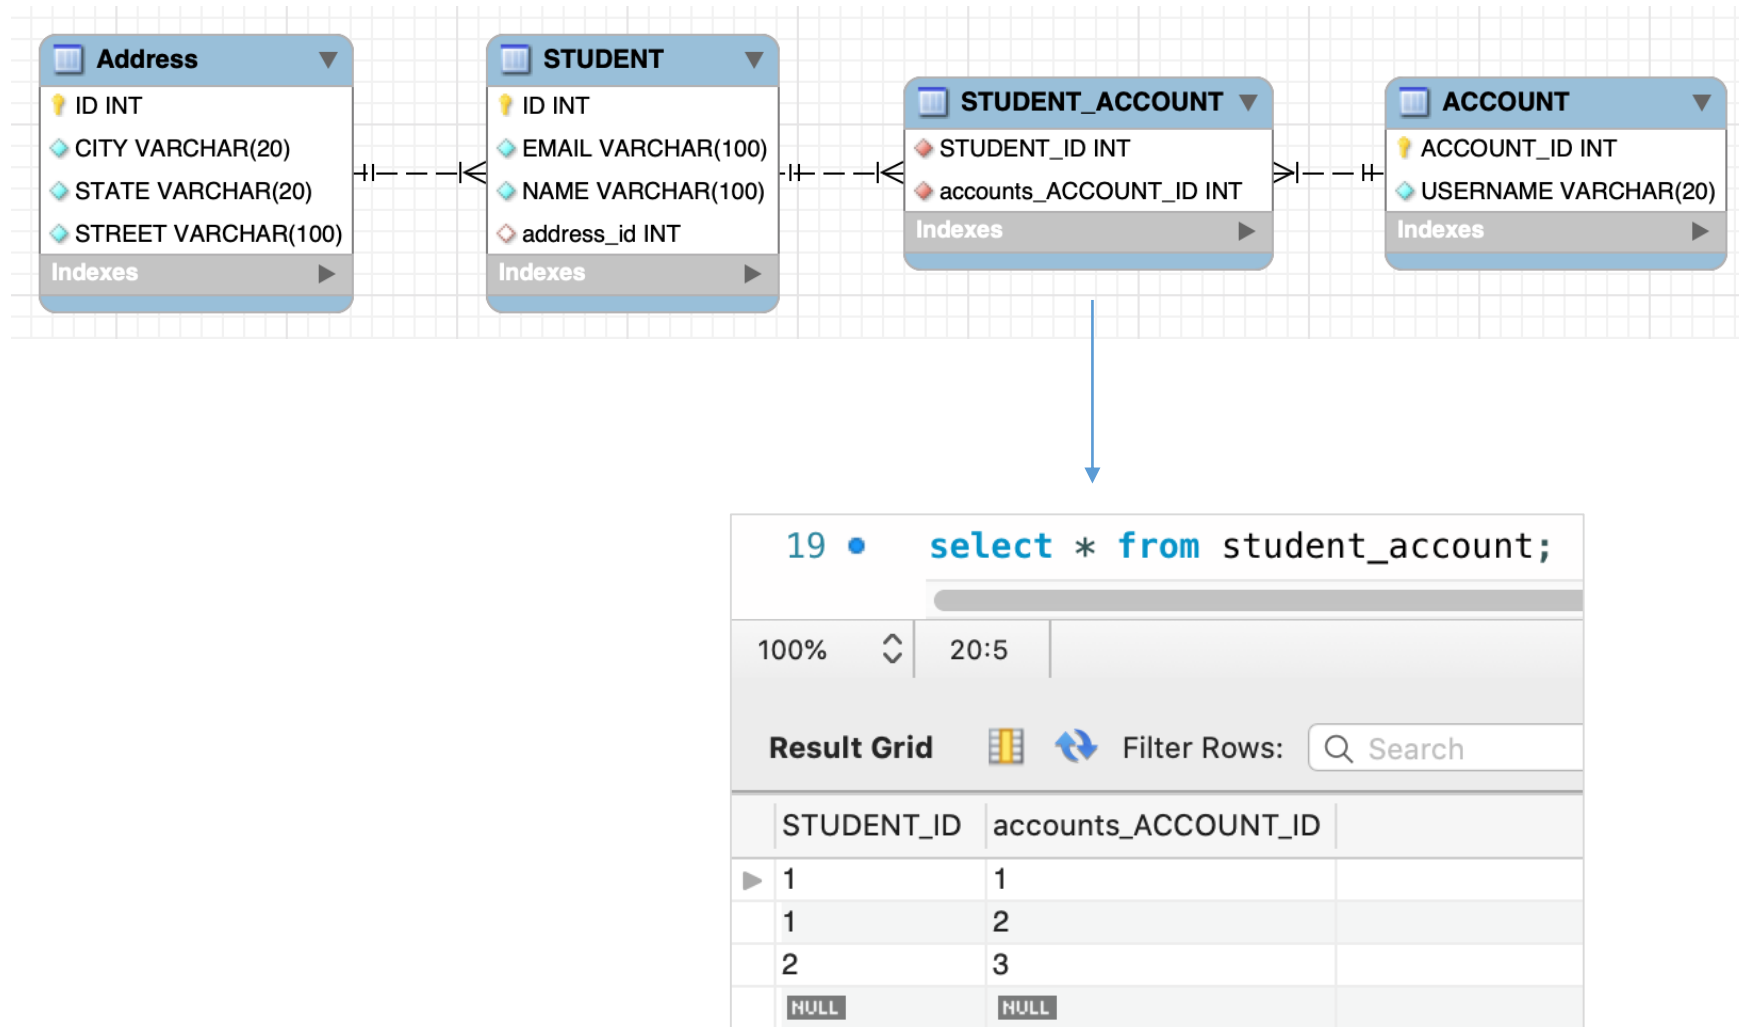 Address
ID INT
CITY VARCHAR(20)
STATE VARCHAR(20)
STREET VARCHAR(100)
Indexes
STUDENT
ID INT
EMAIL VARCHAR(100)
NAME VARCHAR(100)
address_id INT
Indexes
STUDENT_ACCOUNT
STUDENT_ID INT
accounts_ACCOUNT_ID INT
Indexes
ACCOUNT
ACCOUNT_ID INT
USERNAME VARCHAR(20)
Indexes
19 select * from student_account;
100% 20:5
Result Grid Filter Rows: Search
STUDENT_ID accounts_ACCOUNT_ID
1 1
1 2
2 3
NULL NULL